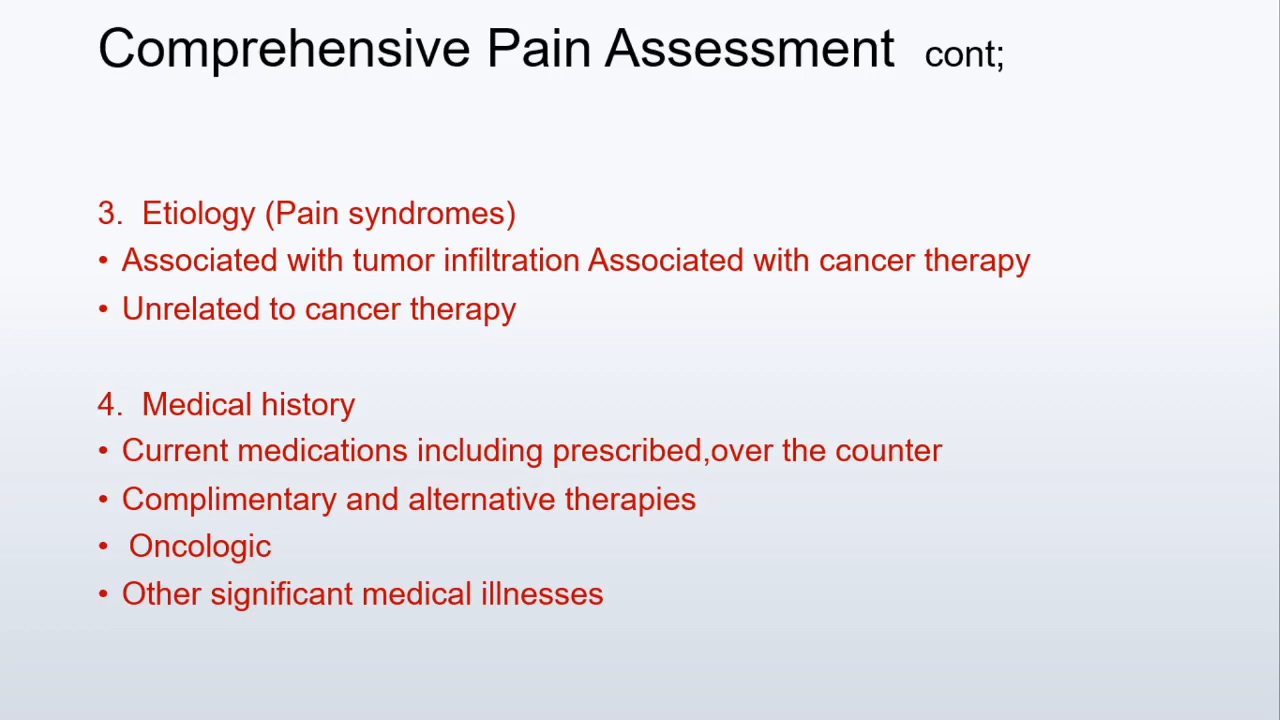 Comprehensive Pain Assessment cont;
3. Etiology (Pain syndromes)
• Associated with tumor infiltration Associated with cancer therapy
• Unrelated to cancer therapy
4. Medical history
• Current medications including prescribed,over the counter
• Complimentary and alternative therapies
• Oncologic
• Other significant medical illnesses